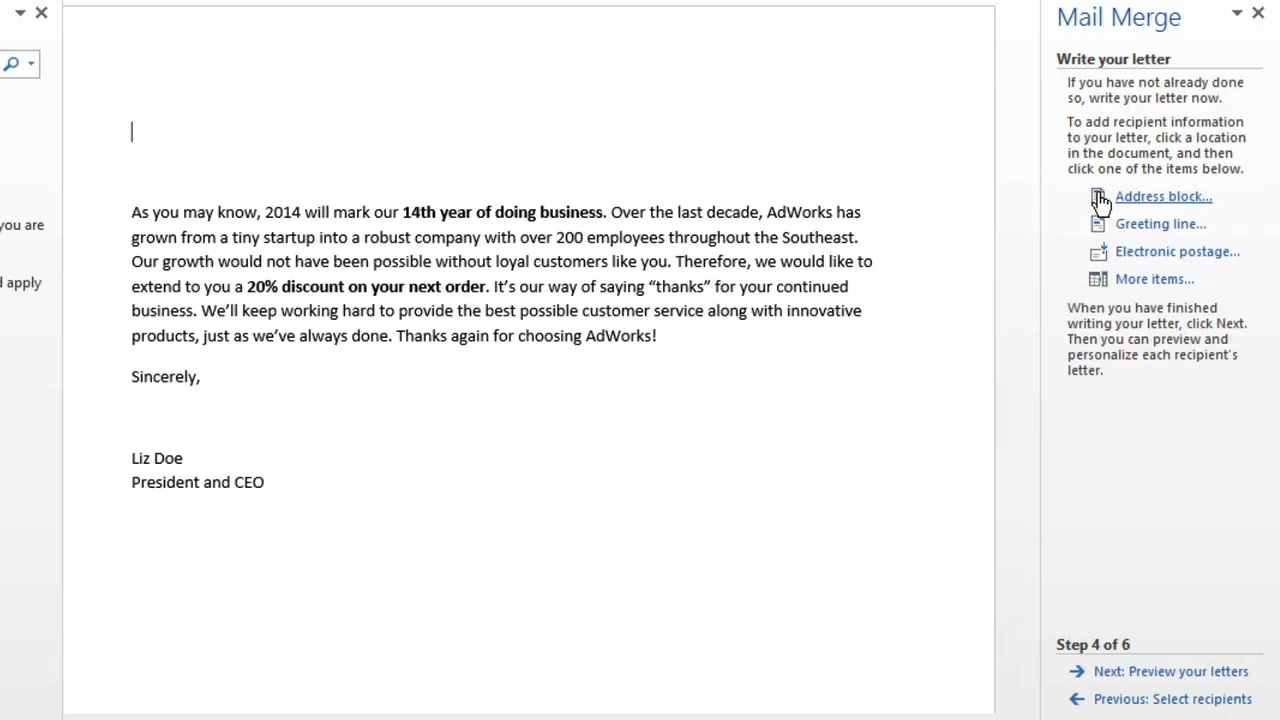 you are
d apply
As you may know, 2014 will mark our 14th year of doing business. Over the last decade, AdWorks has
grown from a tiny startup into a robust company with over 200 employees throughout the Southeast.
Our growth would not have been possible without loyal customers like you. Therefore, we would like to
extend to you a 20% discount on your next order. It’s our way of saying “thanks” for your continued
business. We’ll keep working hard to provide the best possible customer service along with innovative
products, just as we’ve always done. Thanks again for choosing AdWorks!
Sincerely,
Liz Doe
President and CEO
Mail Merge
Write your letter
If you have not already done
so, write your letter now.
To add recipient information
to your letter, click a location
in the document, and then
click one of the items below.
Address block...
Greeting line...
Electronic postage...
More items...
When you have finished
writing your letter, click Next.
Then you can preview and
personalize each recipient's
letter.
Step 4 of 6
Next: Preview your letters
Previous: Select recipients